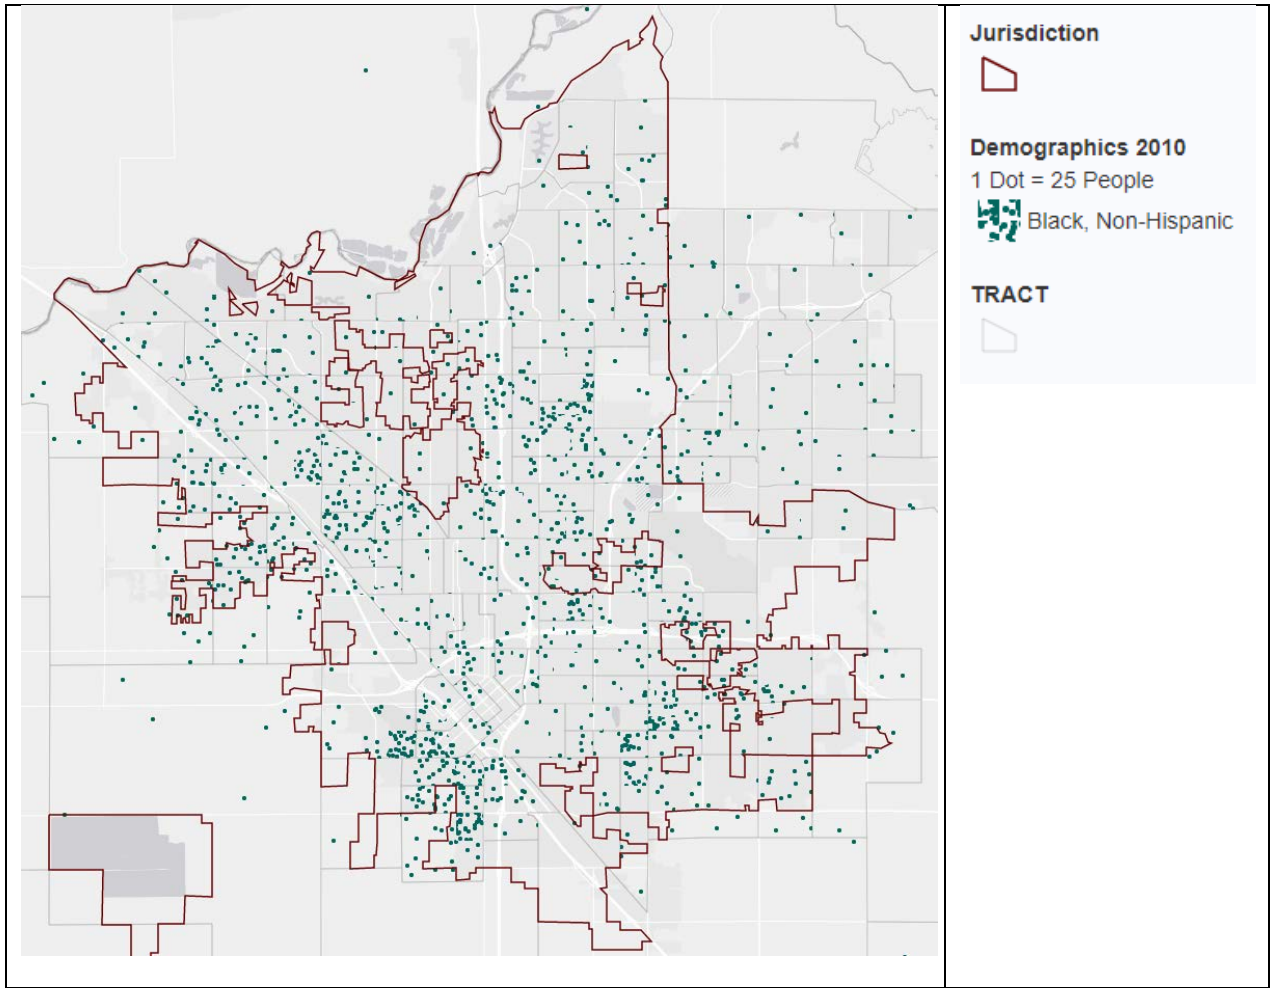 Jurisdiction
Demographics 2010
1 Dot = 25 People
Black, Non-Hispanic
TRACT